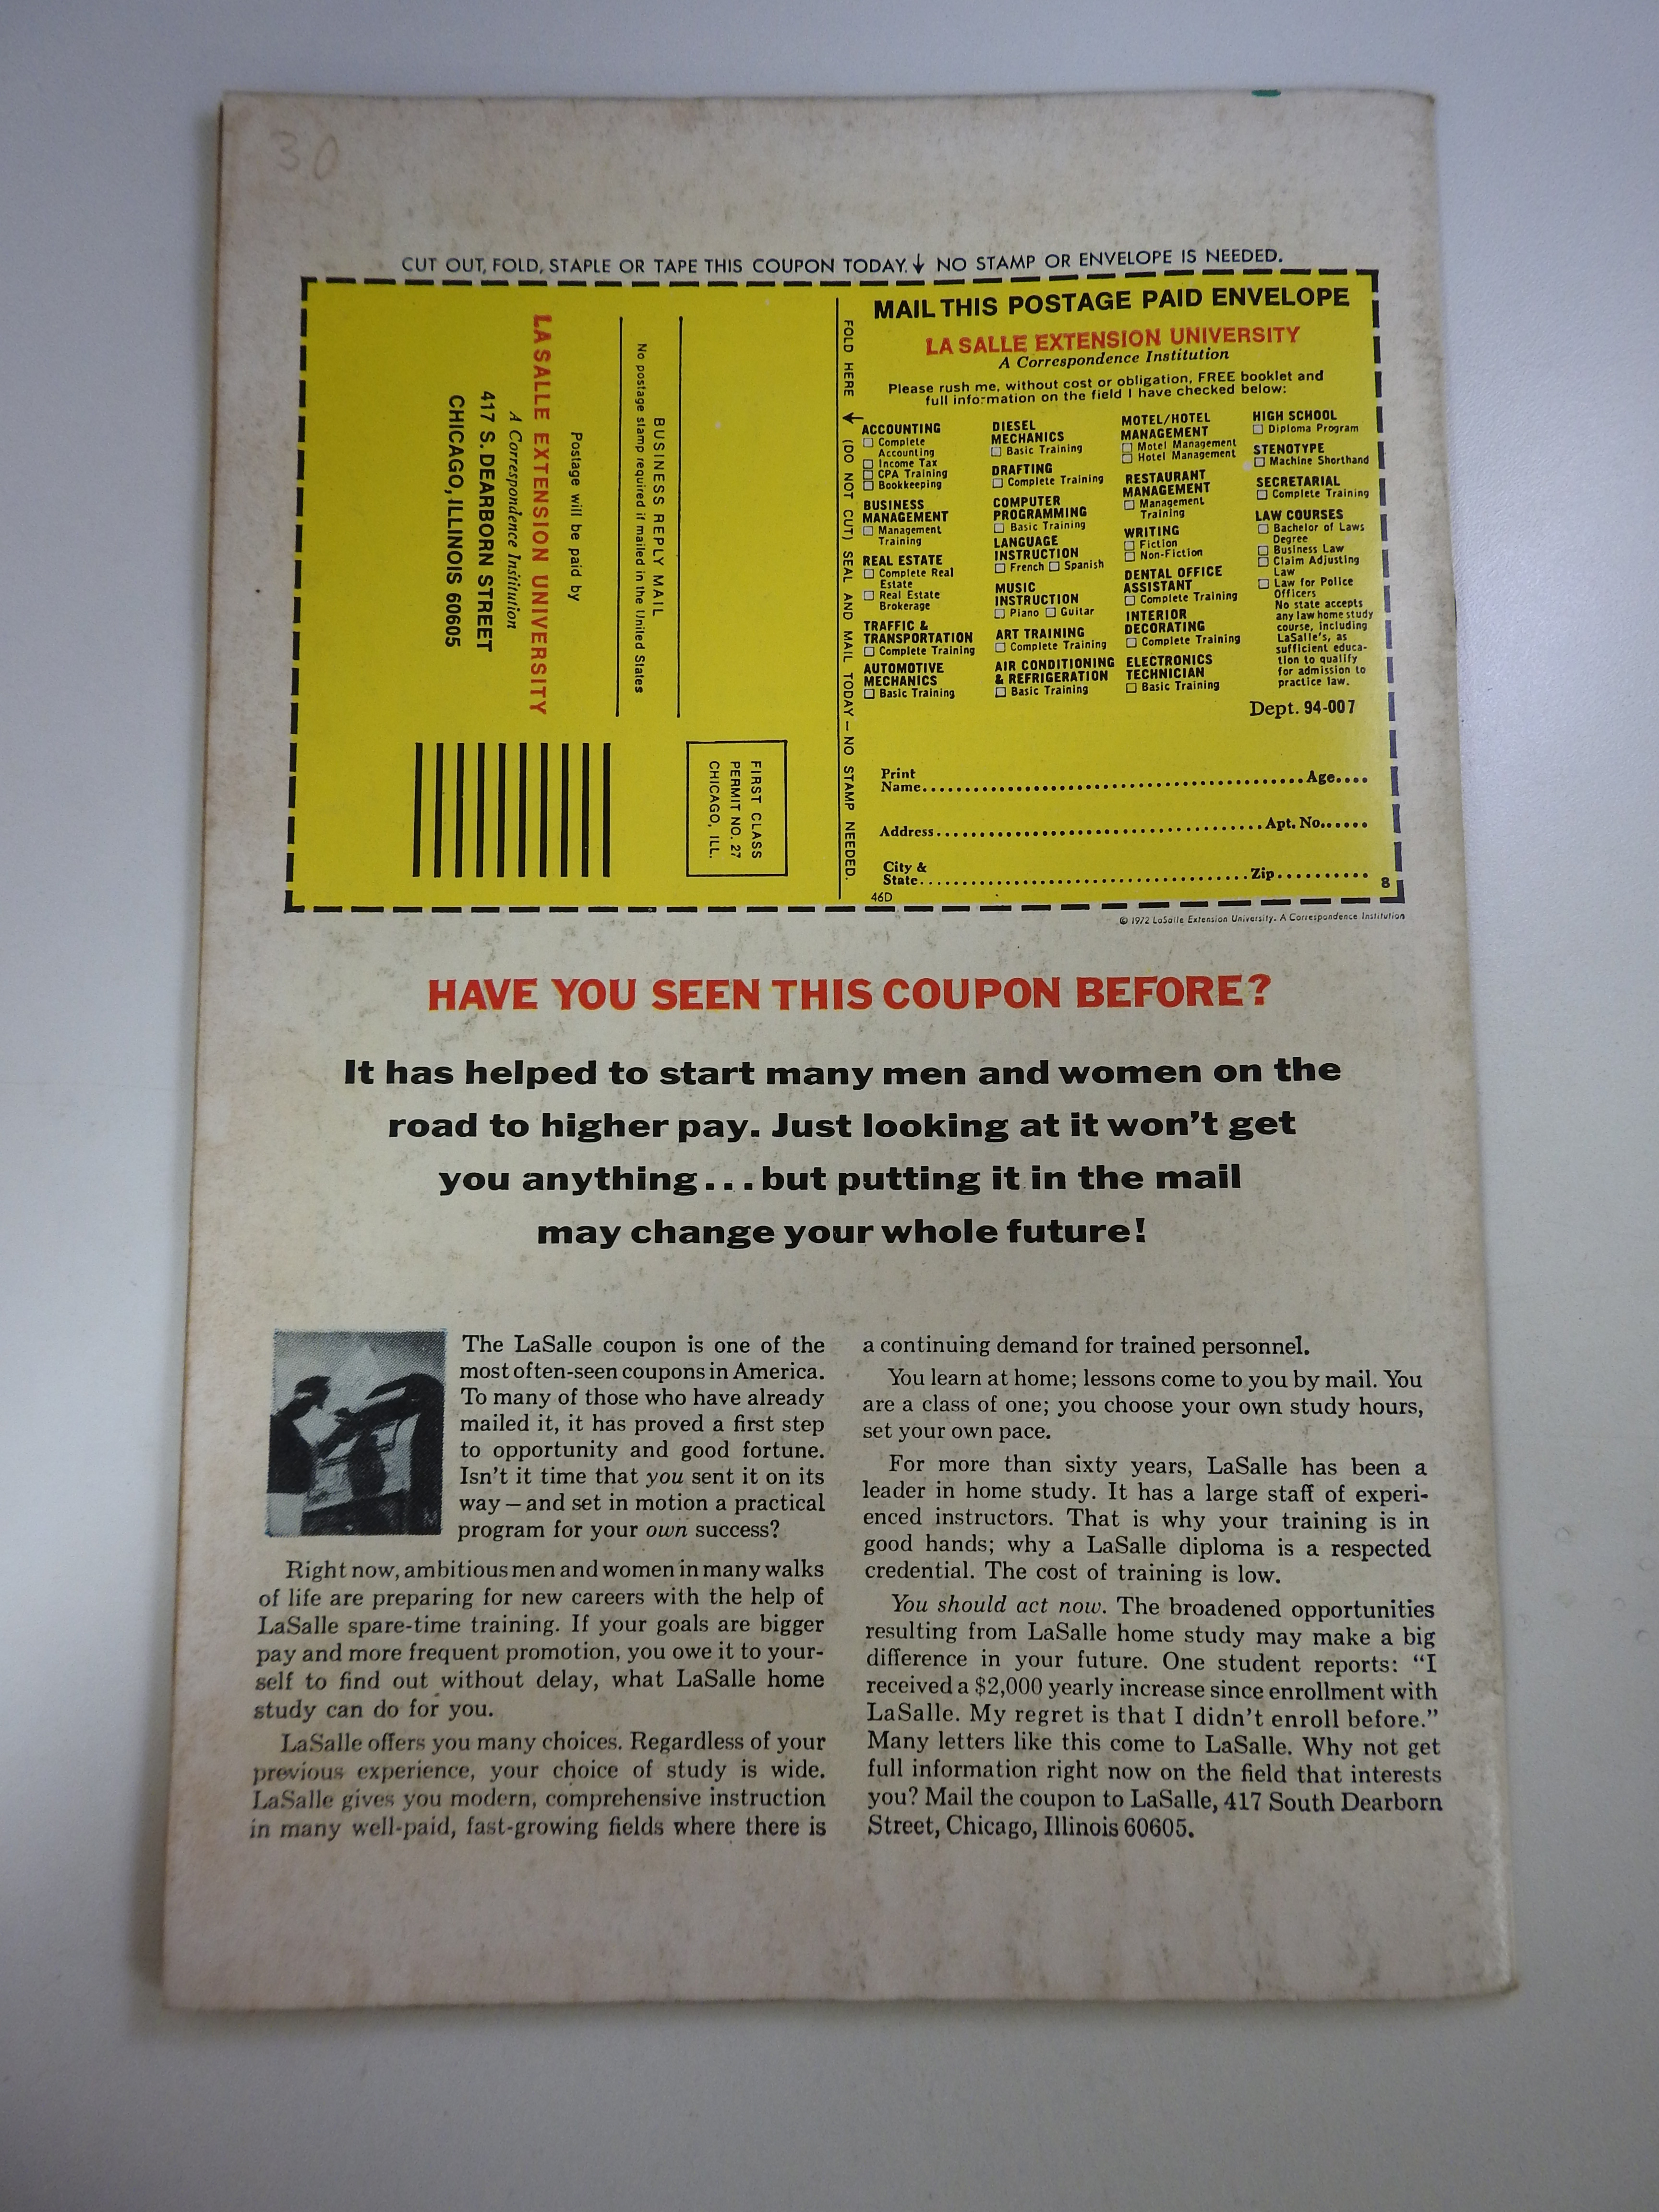 30
CUT OUT, FOLD, STAPLE OR TAPE THIS COUPON TODAY.↓ NO STAMP OR ENVELOPE IS NEEDED.
BUSINESS REPLY MAIL
No postage stamp required if mailed in the United States
Postage will be paid by
LA SALLE EXTENSION UNIVERSITY
A Correspondence Institution
417 S. DEARBORN STREET
CHICAGO, ILLINOIS 60605
FIRST CLASS
PERMIT NO. 27
CHICAGO, ILL.
FOLD HERE ↓ (DO NOT CUT) SEAL AND MAIL TODAY – NO STAMP NEEDED.
MAIL THIS POSTAGE PAID ENVELOPE
LA SALLE EXTENSION UNIVERSITY
A Correspondence Institution
Please rush me, without cost or obligation, FREE booklet and
full information on the field I have checked below:
ACCOUNTING
☐ Complete
Accounting
☐ Income Tax
☐ CPA Training
☐ Bookkeeping
BUSINESS
MANAGEMENT
☐ Management
Training
REAL ESTATE
☐ Complete Real
Estate
☐ Real Estate
Brokerage
TRAFFIC &
TRANSPORTATION
☐ Complete Training
AUTOMOTIVE
MECHANICS
☐ Basic Training
DIESEL
MECHANICS
☐ Basic Training
DRAFTING
☐ Complete Training
COMPUTER
PROGRAMMING
☐ Basic Training
LANGUAGE
INSTRUCTION
☐ French ☐ Spanish
MUSIC
INSTRUCTION
☐ Piano ☐ Guitar
ART TRAINING
☐ Complete Training
AIR CONDITIONING
& REFRIGERATION
☐ Basic Training
MOTEL/HOTEL
MANAGEMENT
☐ Motel Management
☐ Hotel Management
RESTAURANT
MANAGEMENT
☐ Management
Training
WRITING
☐ Fiction
☐ Non-Fiction
DENTAL OFFICE
ASSISTANT
☐ Complete Training
INTERIOR
DECORATING
☐ Complete Training
ELECTRONICS
TECHNICIAN
☐ Basic Training
HIGH SCHOOL
☐ Diploma Program
STENOTYPE
☐ Machine Shorthand
SECRETARIAL
☐ Complete Training
LAW COURSES
☐ Bachelor of Laws
Degree
☐ Business Law
☐ Claim Adjusting
Law
☐ Law for Police
Officers
No state accepts
any law home study
course, including
LaSalle's, as
sufficient educa-
tion to qualify
for admission to
practice law.
Dept. 94-007
Print
Name........................................Age....
Address........................................Apt. No......
City &
State........................................Zip..........
46D
8
© 1972 LaSalle Extension University. A Correspondence Institution
HAVE YOU SEEN THIS COUPON BEFORE?
It has helped to start many men and women on the
road to higher pay. Just looking at it won't get
you anything...but putting it in the mail
may change your whole future!
The LaSalle coupon is one of the
most often-seen coupons in America.
To many of those who have already
mailed it, it has proved a first step
to opportunity and good fortune.
Isn't it time that you sent it on its
way—and set in motion a practical
program for your own success?
Right now, ambitious men and women in many walks
of life are preparing for new careers with the help of
LaSalle spare-time training. If your goals are bigger
pay and more frequent promotion, you owe it to your-
self to find out without delay, what LaSalle home
study can do for you.
LaSalle offers you many choices. Regardless of your
previous experience, your choice of study is wide.
LaSalle gives you modern, comprehensive instruction
in many well-paid, fast-growing fields where there is
a continuing demand for trained personnel.
You learn at home; lessons come to you by mail. You
are a class of one; you choose your own study hours,
set your own pace.
For more than sixty years, LaSalle has been a
leader in home study. It has a large staff of experi-
enced instructors. That is why your training is in
good hands; why a LaSalle diploma is a respected
credential. The cost of training is low.
You should act now. The broadened opportunities
resulting from LaSalle home study may make a big
difference in your future. One student reports: "I
received a $2,000 yearly increase since enrollment with
LaSalle. My regret is that I didn't enroll before."
Many letters like this come to LaSalle. Why not get
full information right now on the field that interests
you? Mail the coupon to LaSalle, 417 South Dearborn
Street, Chicago, Illinois 60605.